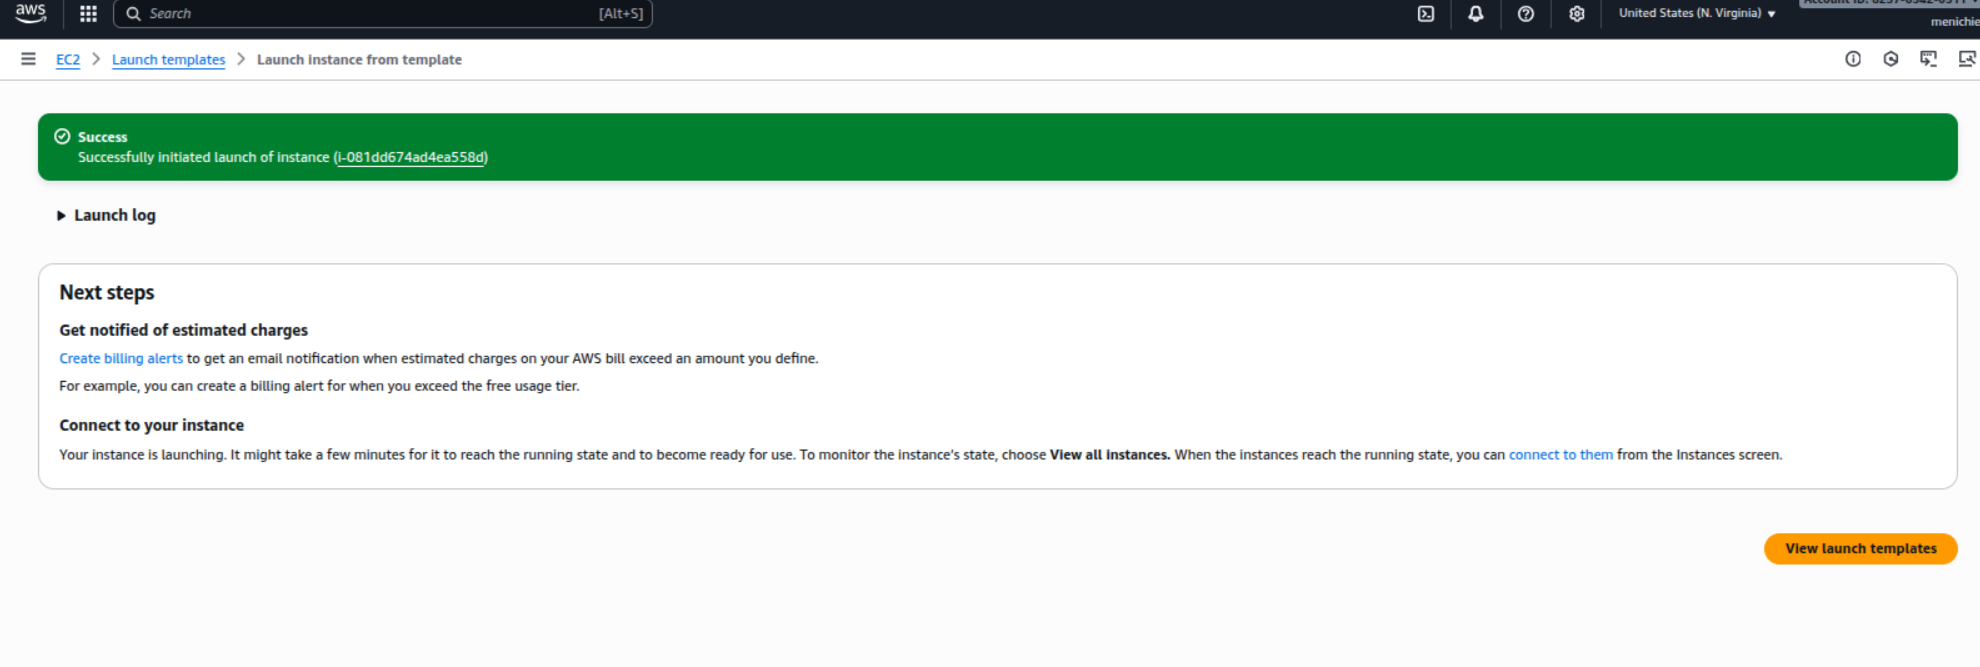 aws
Search [Alt+S]
United States (N. Virginia)
menichie
EC2 > Launch templates > Launch instance from template
Success
Successfully initiated launch of instance (i-081dd674ad4ea558d)
Launch log
Next steps
Get notified of estimated charges
Create billing alerts to get an email notification when estimated charges on your AWS bill exceed an amount you define.
For example, you can create a billing alert for when you exceed the free usage tier.
Connect to your instance
Your instance is launching. It might take a few minutes for it to reach the running state and to become ready for use. To monitor the instance's state, choose View all instances. When the instances reach the running state, you can connect to them from the Instances screen.
View launch templates